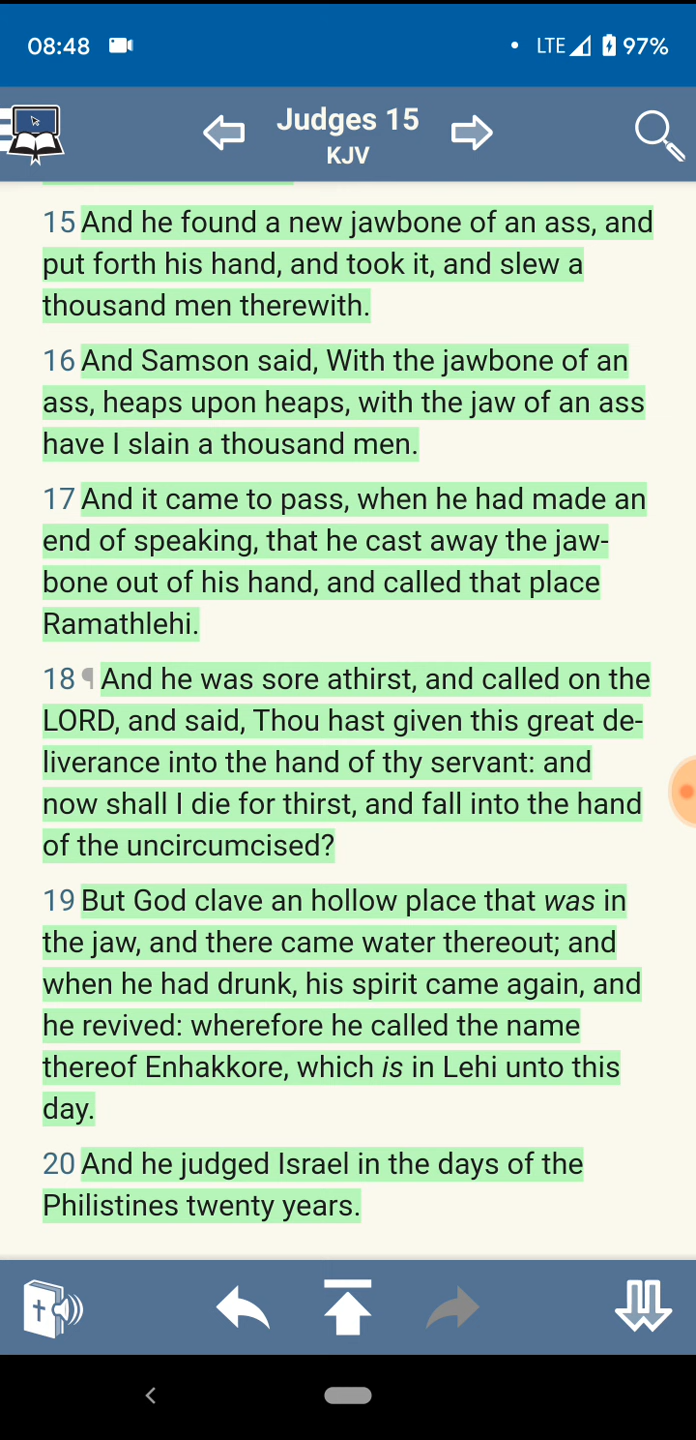 08:48
LTE
97%
Judges 15
KJV
15 And he found a new jawbone of an ass, and
put forth his hand, and took it, and slew a
thousand men therewith.
16 And Samson said, With the jawbone of an
ass, heaps upon heaps, with the jaw of an ass
have I slain a thousand men.
17 And it came to pass, when he had made an
end of speaking, that he cast away the jaw-
bone out of his hand, and called that place
Ramathlehi.
18 ¶ And he was sore athirst, and called on the
LORD, and said, Thou hast given this great de-
liverance into the hand of thy servant: and
now shall I die for thirst, and fall into the hand
of the uncircumcised?
19 But God clave an hollow place that was in
the jaw, and there came water thereout; and
when he had drunk, his spirit came again, and
he revived: wherefore he called the name
thereof Enhakkore, which is in Lehi unto this
day.
20 And he judged Israel in the days of the
Philistines twenty years.